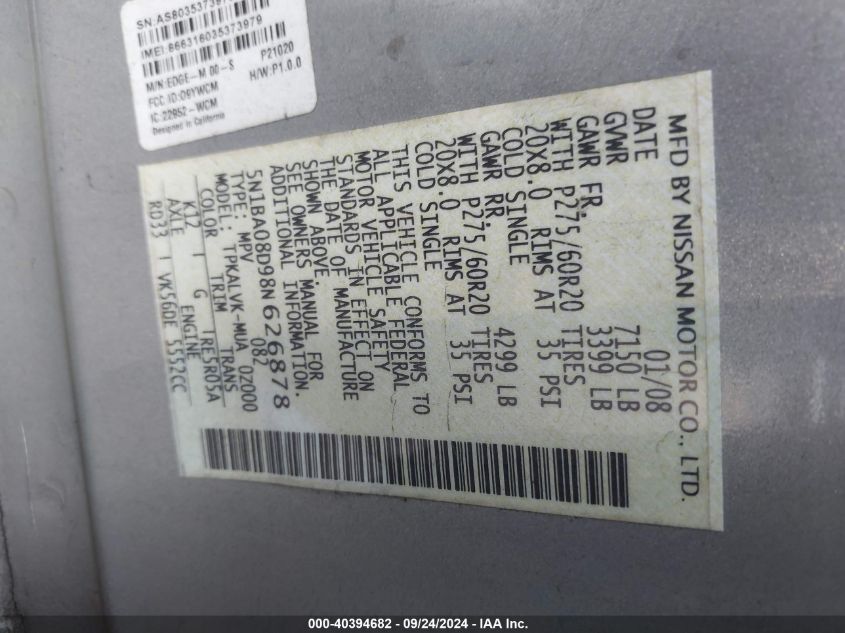 SN:AS8035373979
IMEI:866316035373979
P21020
M/N:EDGE-M 00-S
H/W:P1.0.0
FCC ID:O9YWCM
IC:22952-WCM
Designed in California
MFD BY NISSAN MOTOR CO., LTD.
DATE 01/08
GVWR 7150 LB
GAWR FR. 3399 LB
WITH P275/60R20 TIRES
20X8.0 RIMS AT 35 PSI
COLD SINGLE
GAWR RR. 4299 LB
WITH P275/60R20 TIRES
20X8.0 RIMS AT 35 PSI
COLD SINGLE
THIS VEHICLE CONFORMS TO
ALL APPLICABLE FEDERAL
MOTOR VEHICLE SAFETY
STANDARDS IN EFFECT ON
THE DATE OF MANUFACTURE
SHOWN ABOVE.
SEE OWNERS MANUAL FOR
ADDITIONAL INFORMATION.
5N1BA08D98N626878
TYPE: MPV 082
MODEL: TPKALVK-MUA 02000
COLOR TRIM TRANS
K12 | G TRE5R05A
AXLE ENGINE
RD33 | VK56DE 5552CC
000-40394682 - 09/24/2024 - IAA Inc.